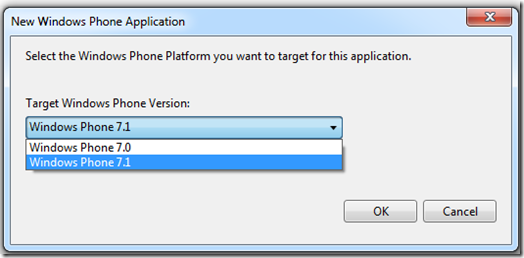 New Windows Phone Application
Select the Windows Phone Platform you want to target for this application.
Target Windows Phone Version:
Windows Phone 7.1
Windows Phone 7.0
Windows Phone 7.1
OK Cancel